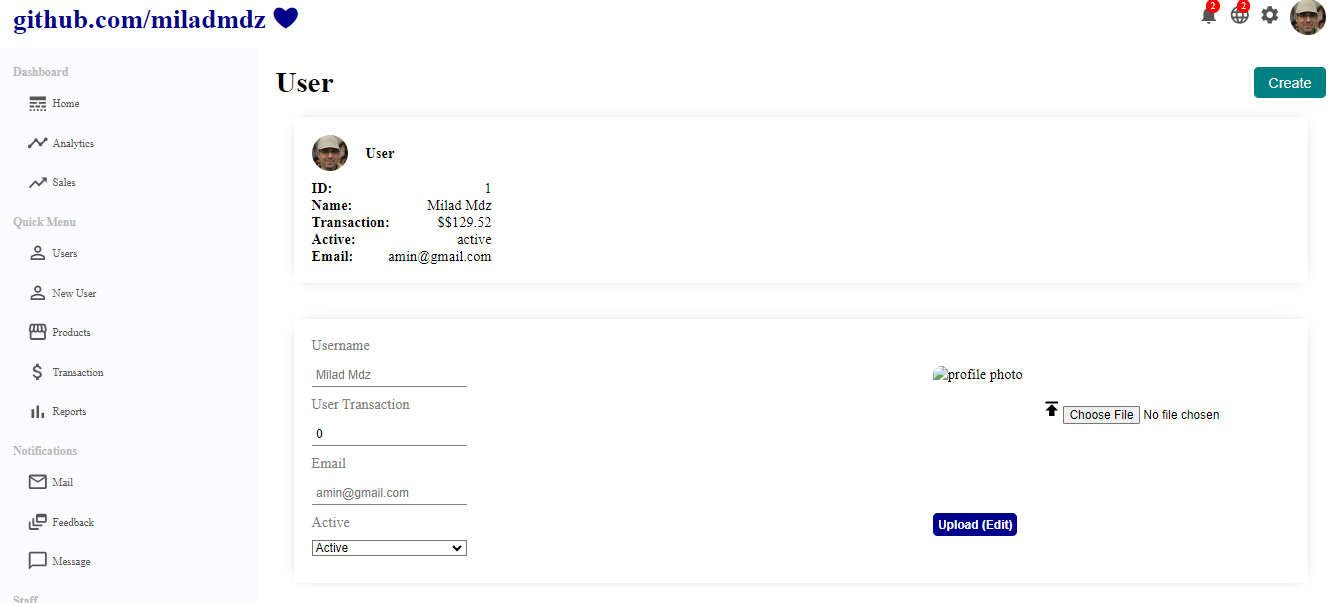 github.com/miladmdz
2
2
Dashboard
Home
Analytics
Sales
Quick Menu
Users
New User
Products
Transaction
Reports
Notifications
Mail
Feedback
Message
Staff
User
Create
User
ID: 1
Name: Milad Mdz
Transaction: $$129.52
Active: active
Email: amin@gmail.com
Username
Milad Mdz
User Transaction
0
Email
amin@gmail.com
Active
Active
profile photo
Choose File No file chosen
Upload (Edit)